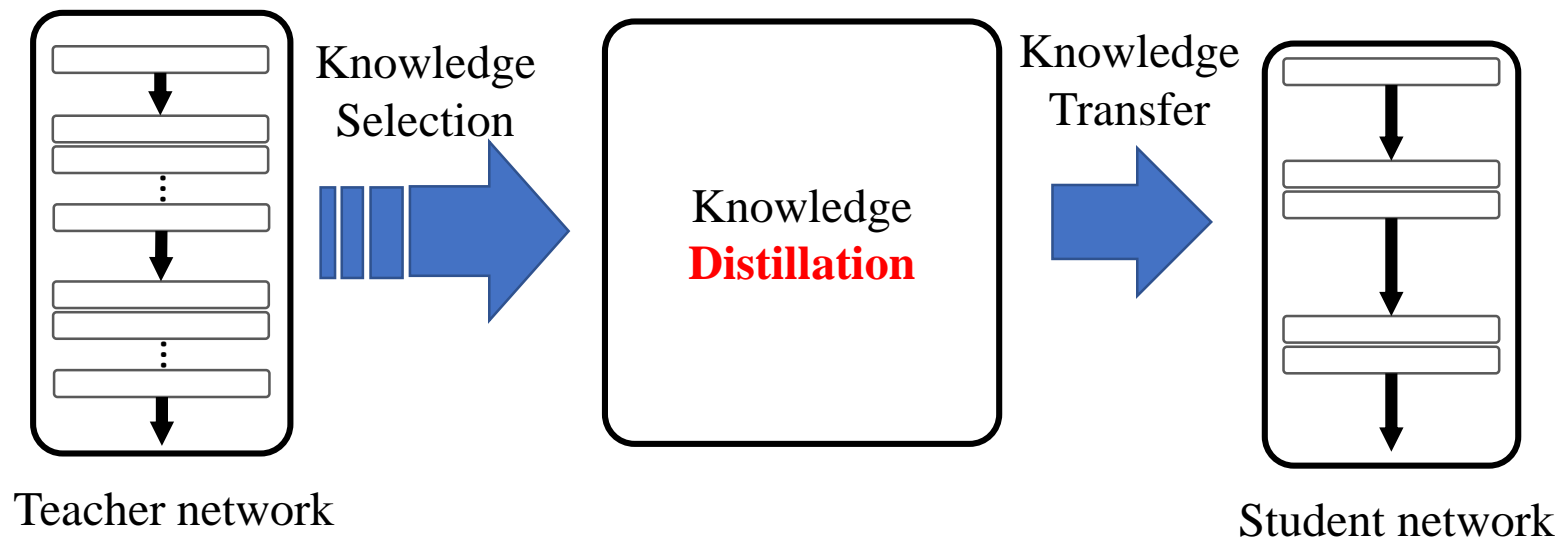 Knowledge
Selection
Knowledge
Distillation
Knowledge
Transfer
Teacher network
Student network